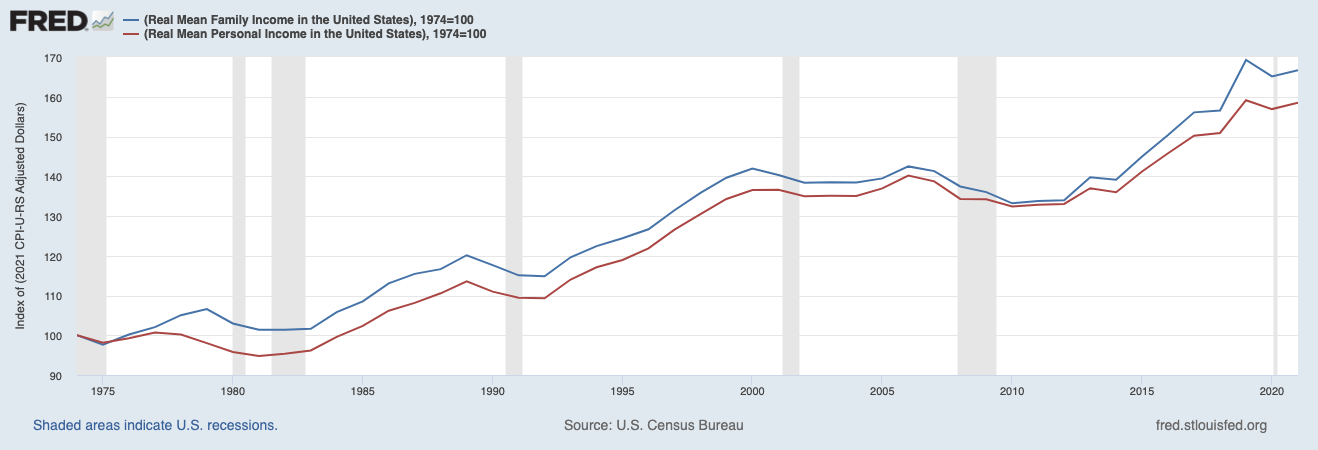 FRED
(Real Mean Family Income in the United States), 1974=100
(Real Mean Personal Income in the United States), 1974=100
Index of (2021 CPI-U-RS Adjusted Dollars)
170
160
150
140
130
120
110
100
90
1975 1980 1985 1990 1995 2000 2005 2010 2015 2020
Shaded areas indicate U.S. recessions. Source: U.S. Census Bureau fred.stlouisfed.org